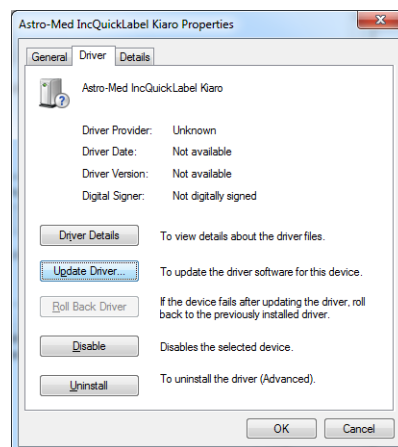 Astro-Med IncQuickLabel Kiaro Properties
General Driver Details
Astro-Med IncQuickLabel Kiaro
Driver Provider: Unknown
Driver Date: Not available
Driver Version: Not available
Digital Signer: Not digitally signed
Driver Details To view details about the driver files.
Update Driver... To update the driver software for this device.
Roll Back Driver If the device fails after updating the driver, roll
back to the previously installed driver.
Disable Disables the selected device.
Uninstall To uninstall the driver (Advanced).
OK Cancel